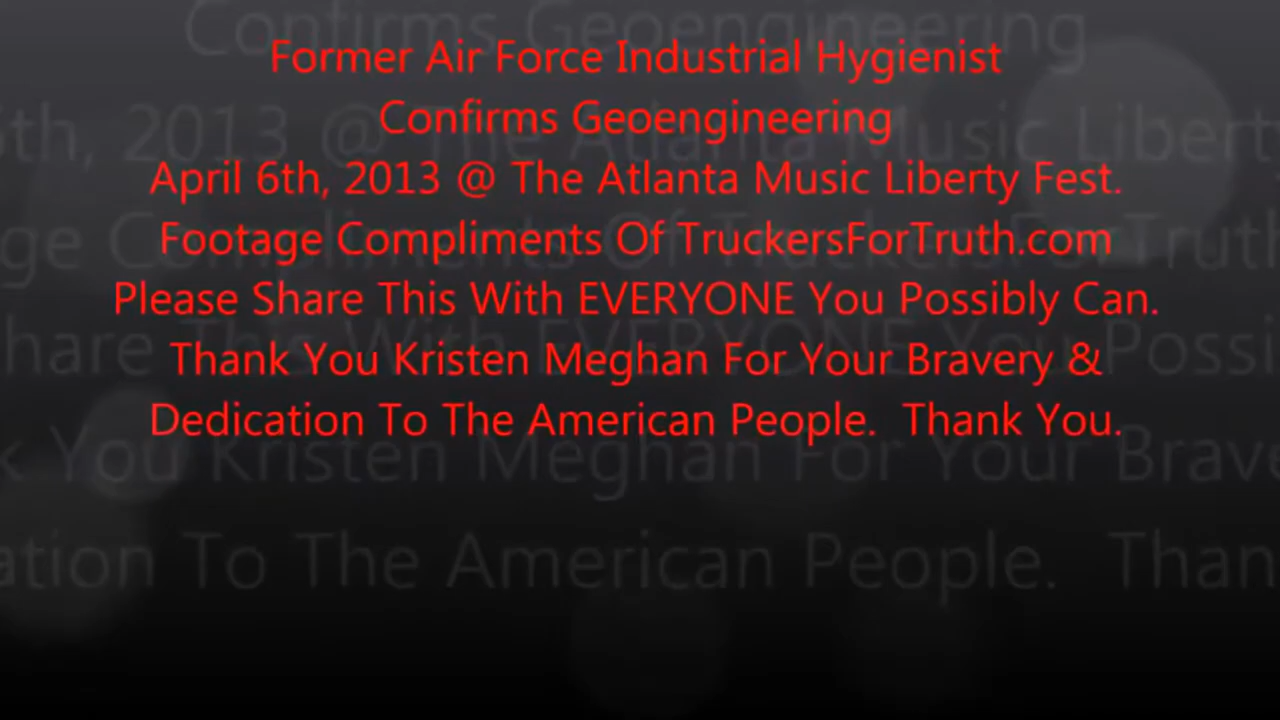 Former Air Force Industrial Hygienist
Confirms Geoengineering
April 6th, 2013 @ The Atlanta Music Liberty Fest.
Footage Compliments Of TruckersForTruth.com
Please Share This With EVERYONE You Possibly Can.
Thank You Kristen Meghan For Your Bravery &
Dedication To The American People.  Thank You.